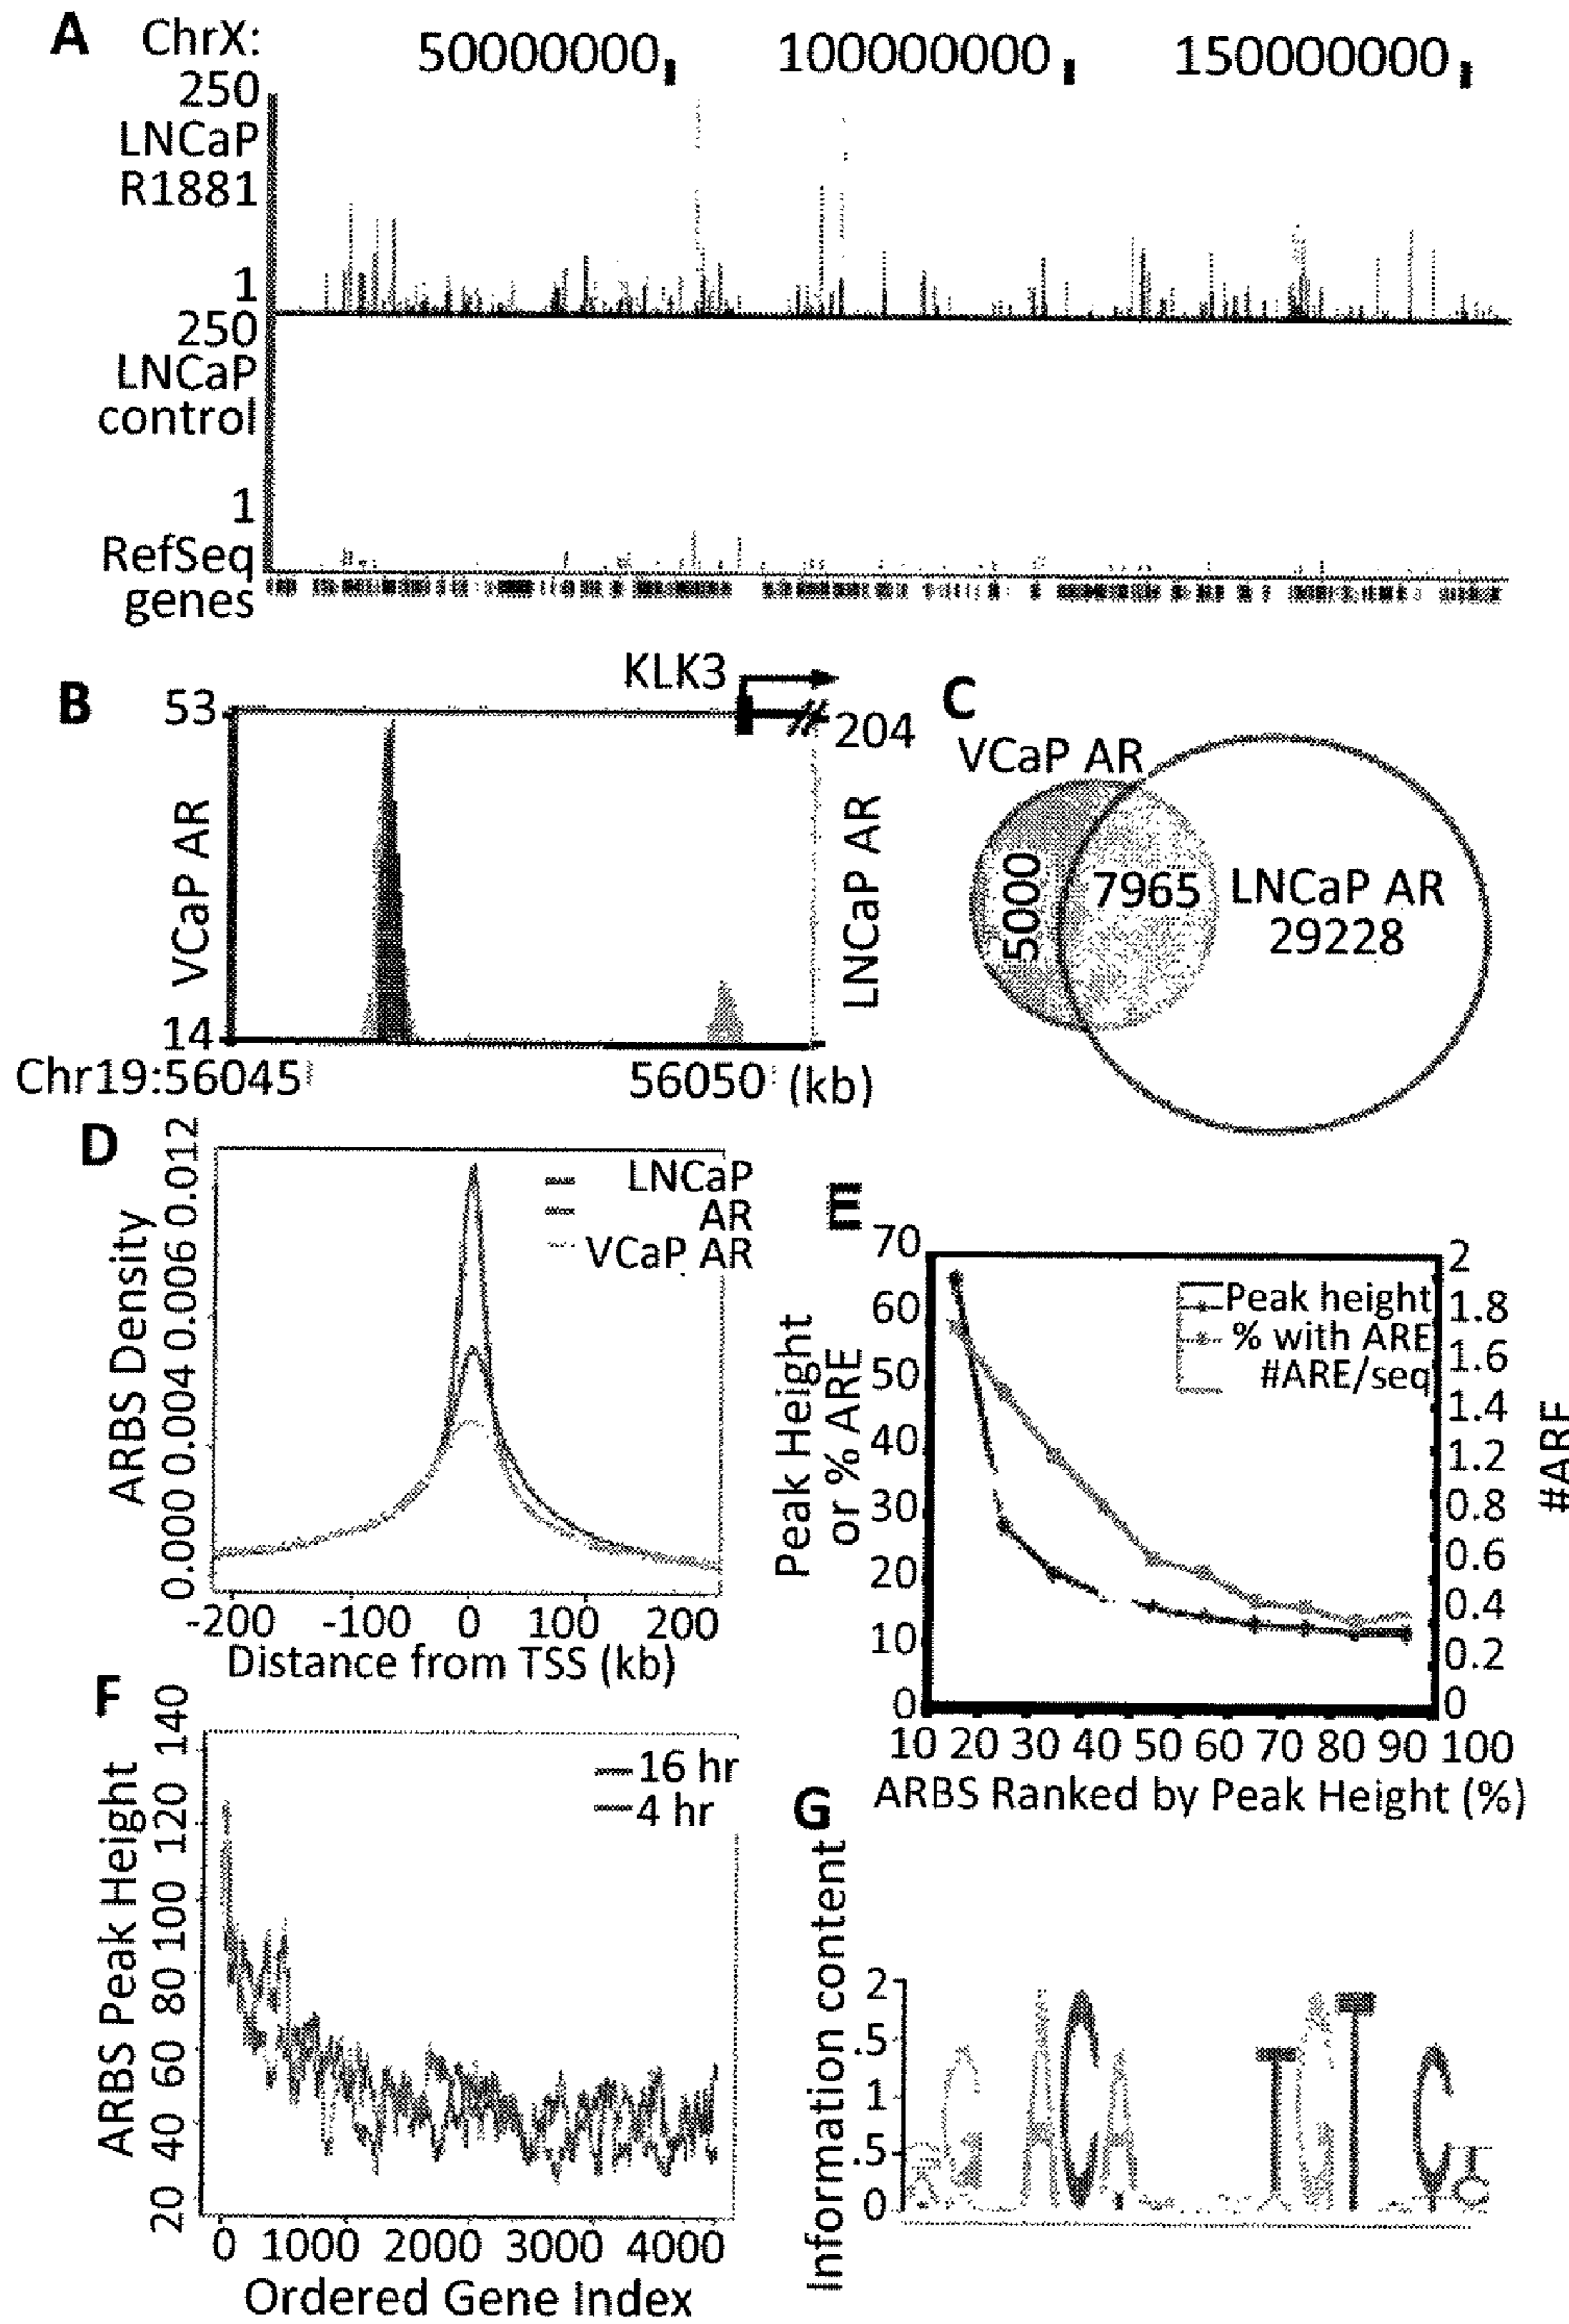 A ChrX: 50000000 100000000 150000000
250
LNCaP
R1881
1
250
LNCaP
control
1
RefSeq
genes
B KLK3
53
204
VCaP AR
LNCaP AR
14
Chr19:56045 56050 (kb)
C
VCaP AR
5000
7965
LNCaP AR
29228
D
LNCaP
AR
VCaP AR
ARBS Density
0.000 0.004 0.006 0.012
-200 -100 0 100 200
Distance from TSS (kb)
E
70
60
50
40
30
20
10
0
Peak Height
or % ARE
Peak height
% with ARE
#ARE/seq
2
1.8
1.6
1.4
1.2
0.8
0.6
0.4
0.2
0
#ARE
10 20 30 40 50 60 70 80 90 100
ARBS Ranked by Peak Height (%)
F
16 hr
4 hr
ARBS Peak Height
20 40 60 80 100 120 140
0 1000 2000 3000 4000
Ordered Gene Index
G
Information content
2
.5
1
.5
0
G ACA T GT C